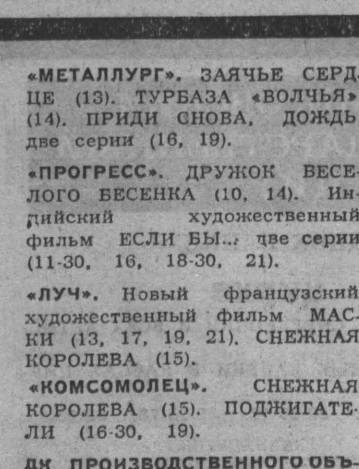 «МЕТАЛЛУРГ». ЗАЯЧЬЕ СЕРД-
ЦЕ (13). ТУРБАЗА «ВОЛЧЬЯ»
(14). ПРИДИ СНОВА, ДОЖДЬ
две серии (16, 19).
«ПРОГРЕСС». ДРУЖОК ВЕСЕ-
ЛОГО БЕСЕНКА (10, 14). Ин-
дийский художественный
фильм ЕСЛИ БЫ... две серии
(11-30, 16, 18-30, 21).
«ЛУЧ». Новый французский
художественный фильм МАС-
КИ (13, 17, 19, 21). СНЕЖНАЯ
КОРОЛЕВА (15).
«КОМСОМОЛЕЦ». СНЕЖНАЯ
КОРОЛЕВА (15). ПОДЖИГАТЕ-
ЛИ (16-30, 19).
ДК ПРОИЗВОДСТВЕННОГО ОБЪ-